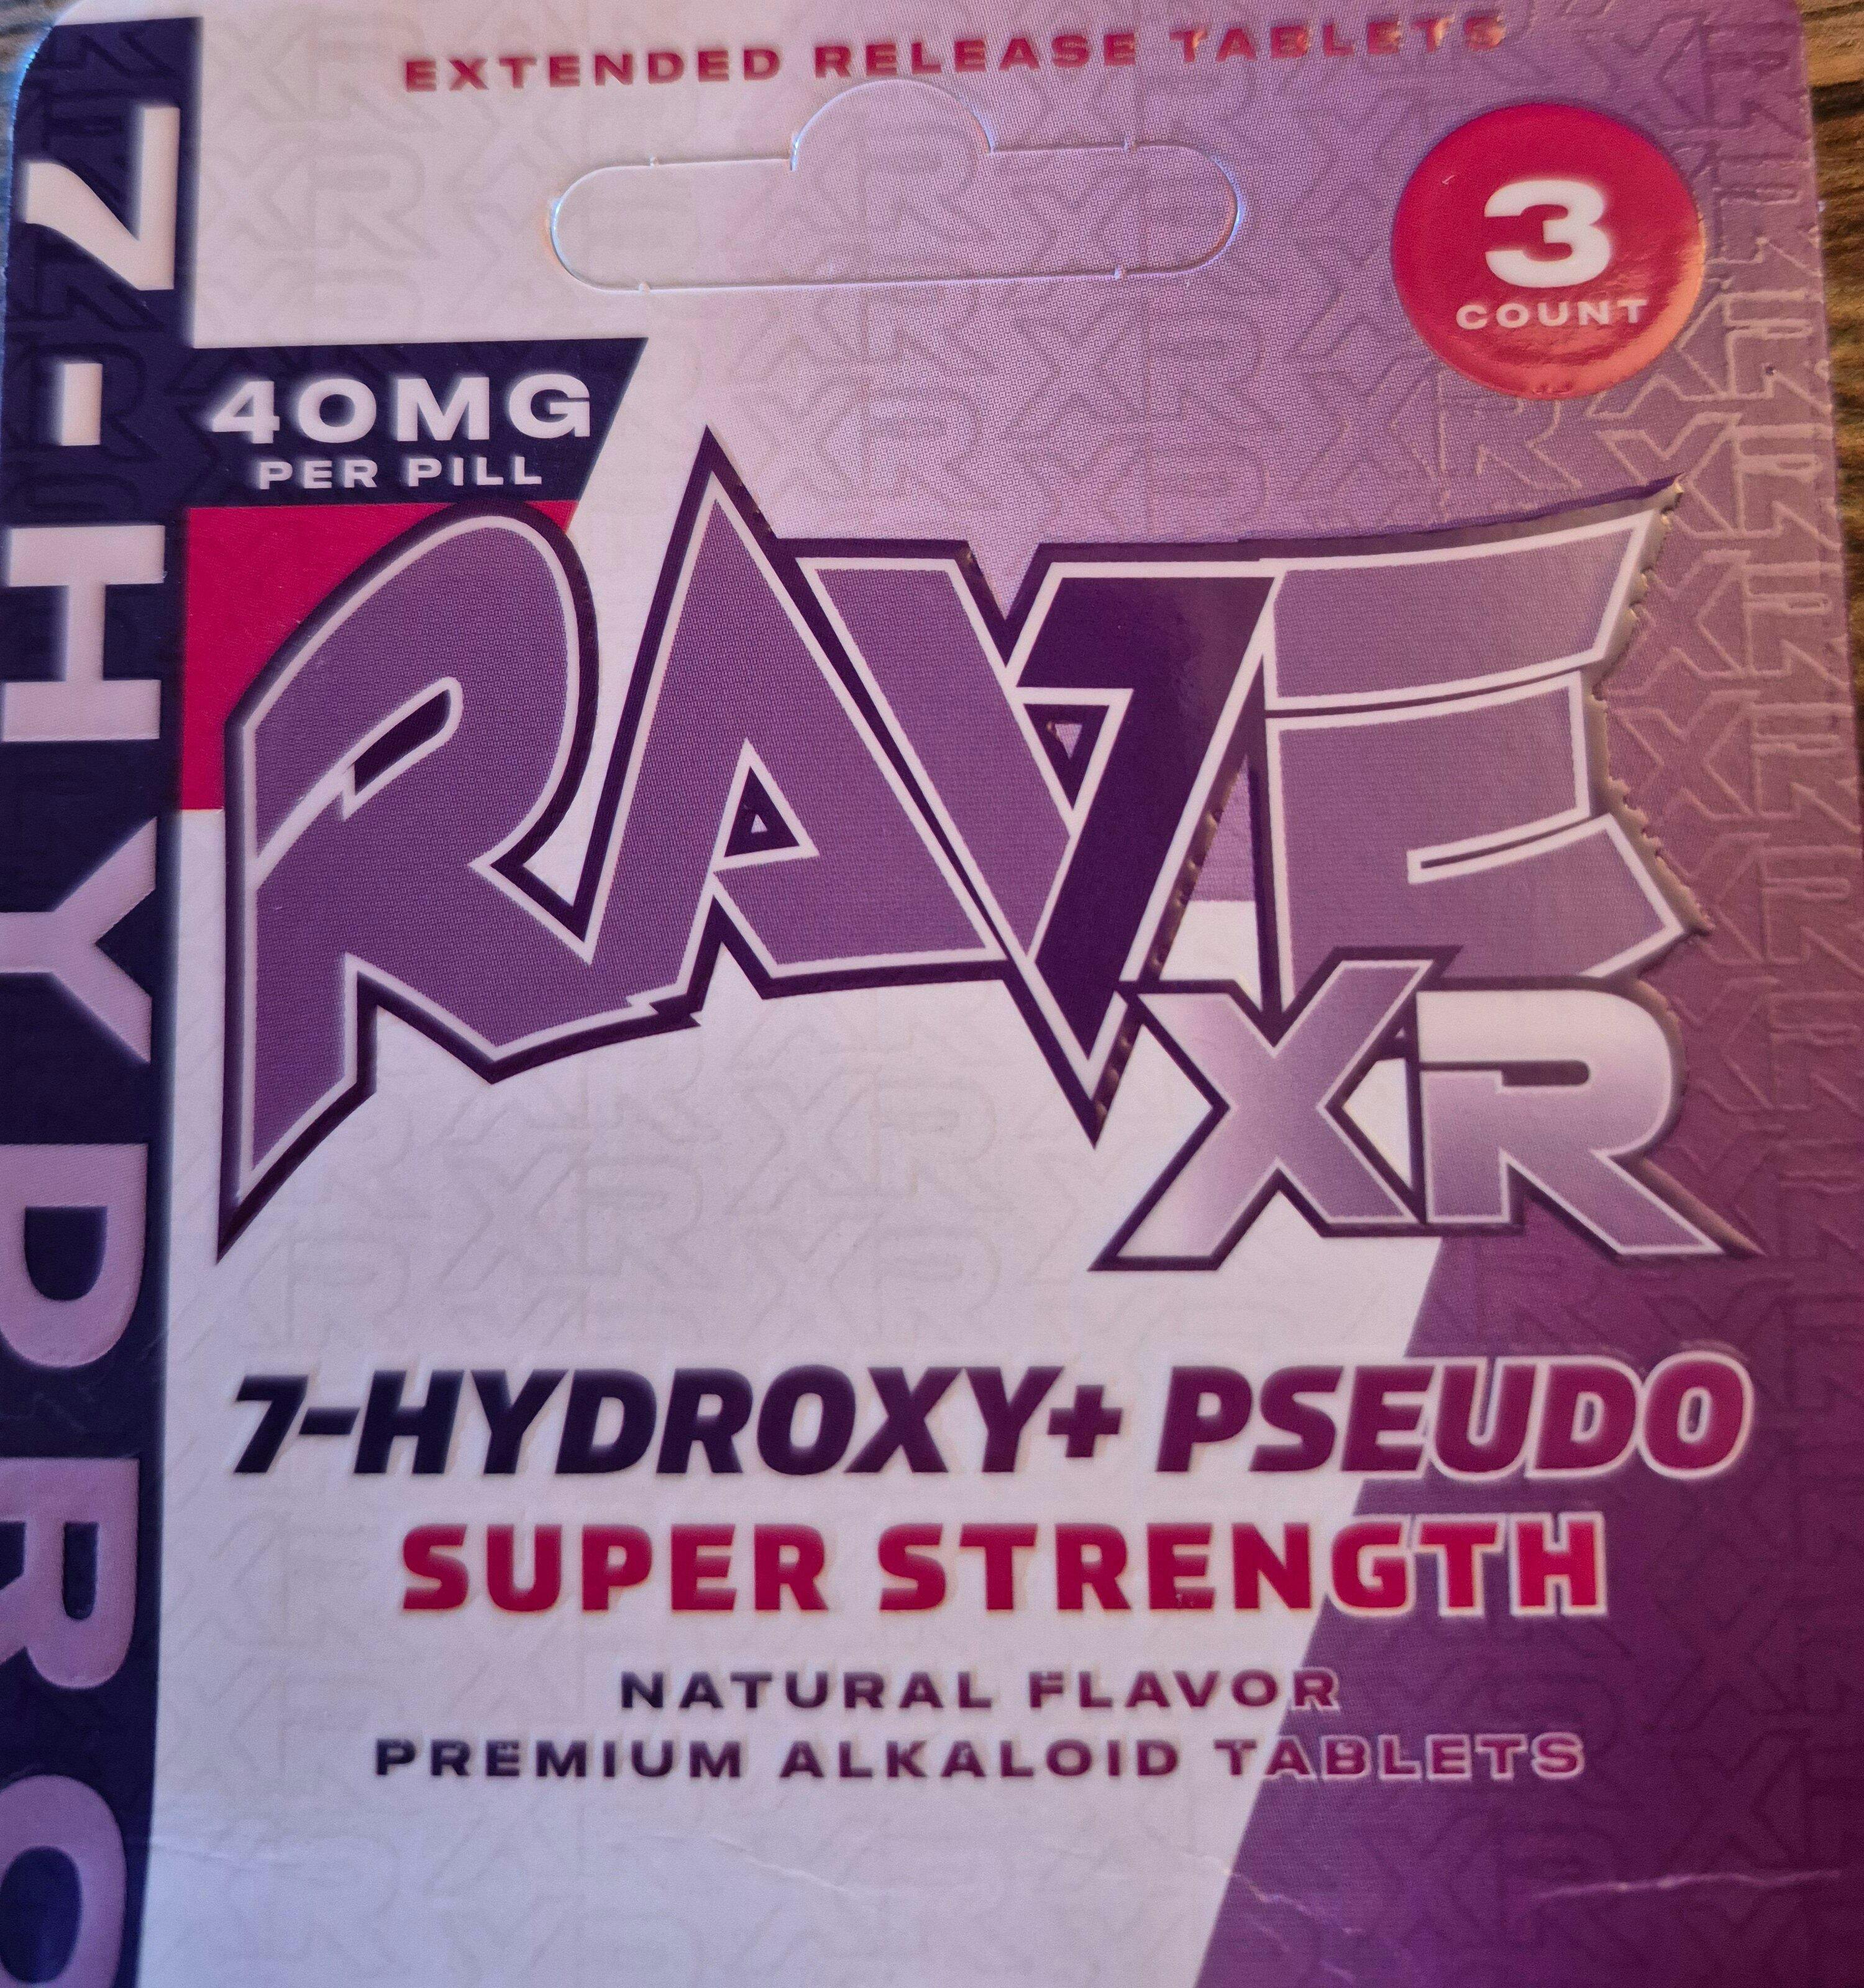 EXTENDED RELEASE TABLETS
3
COUNT
40MG
PER PILL
RAV7E
XR
7-HYDROXY+ PSEUDO
SUPER STRENGTH
NATURAL FLAVOR
PREMIUM ALKALOID TABLETS
7-HYDRO